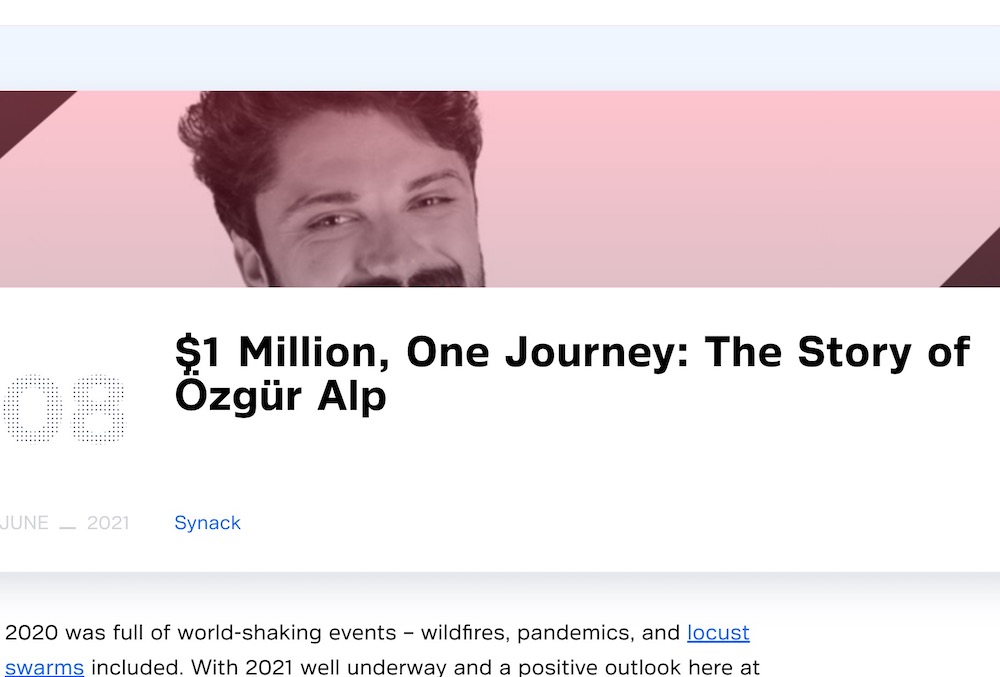 $1 Million, One Journey: The Story of
Özgür Alp
08
JUNE — 2021
Synack
2020 was full of world-shaking events – wildfires, pandemics, and locust
swarms included. With 2021 well underway and a positive outlook here at